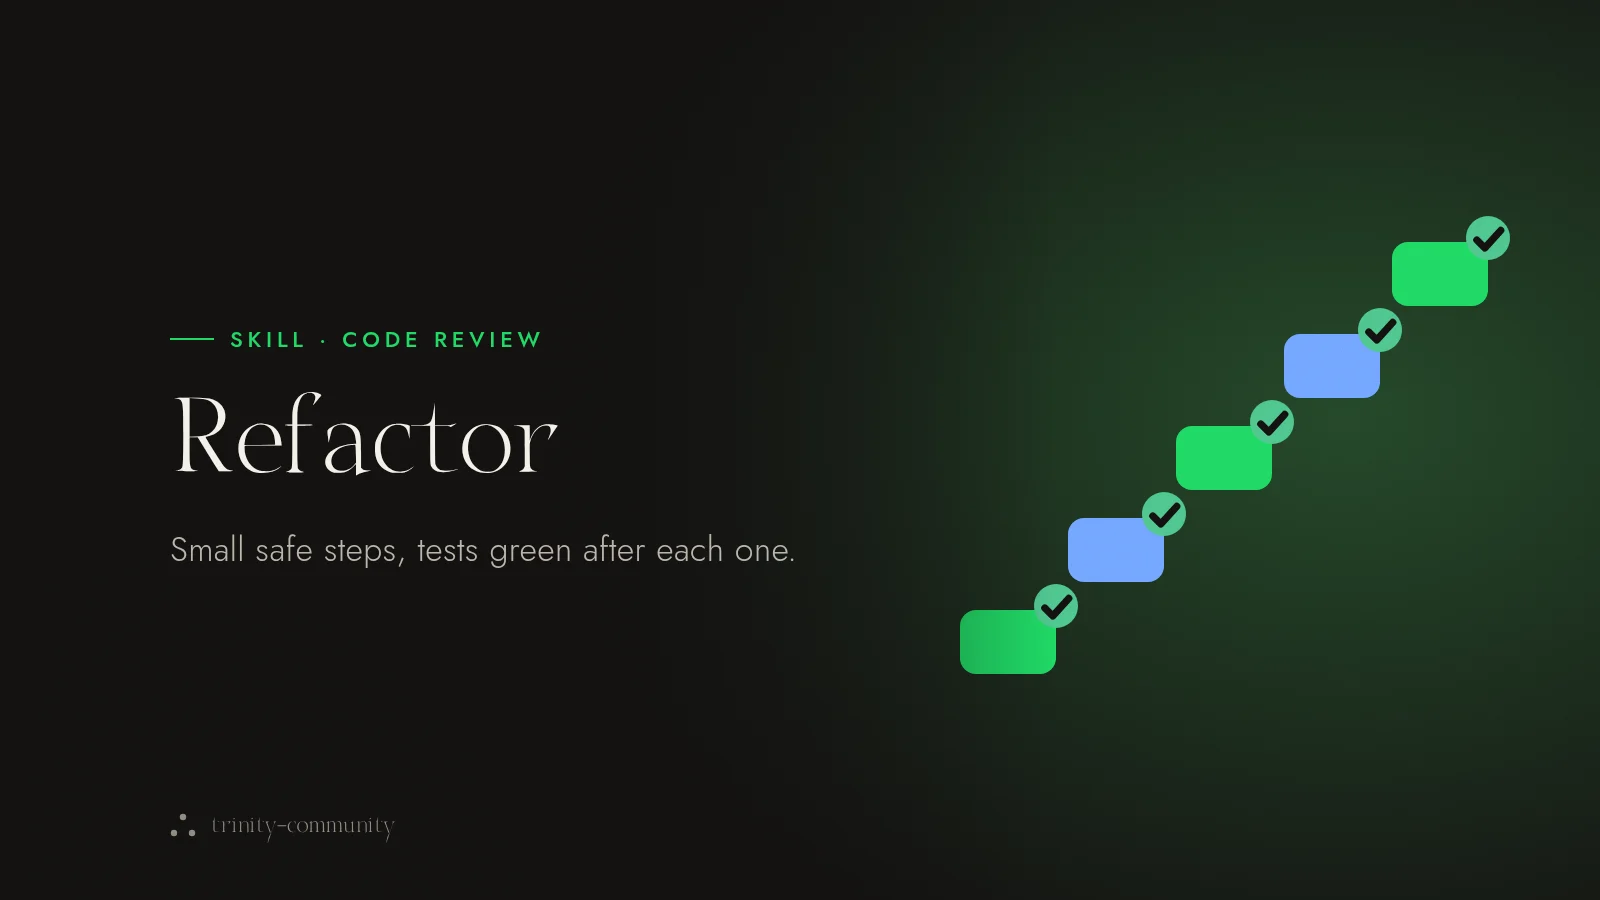 SKILL · CODE REVIEW
Refactor
Small safe steps, tests green after each one.
trinity-community